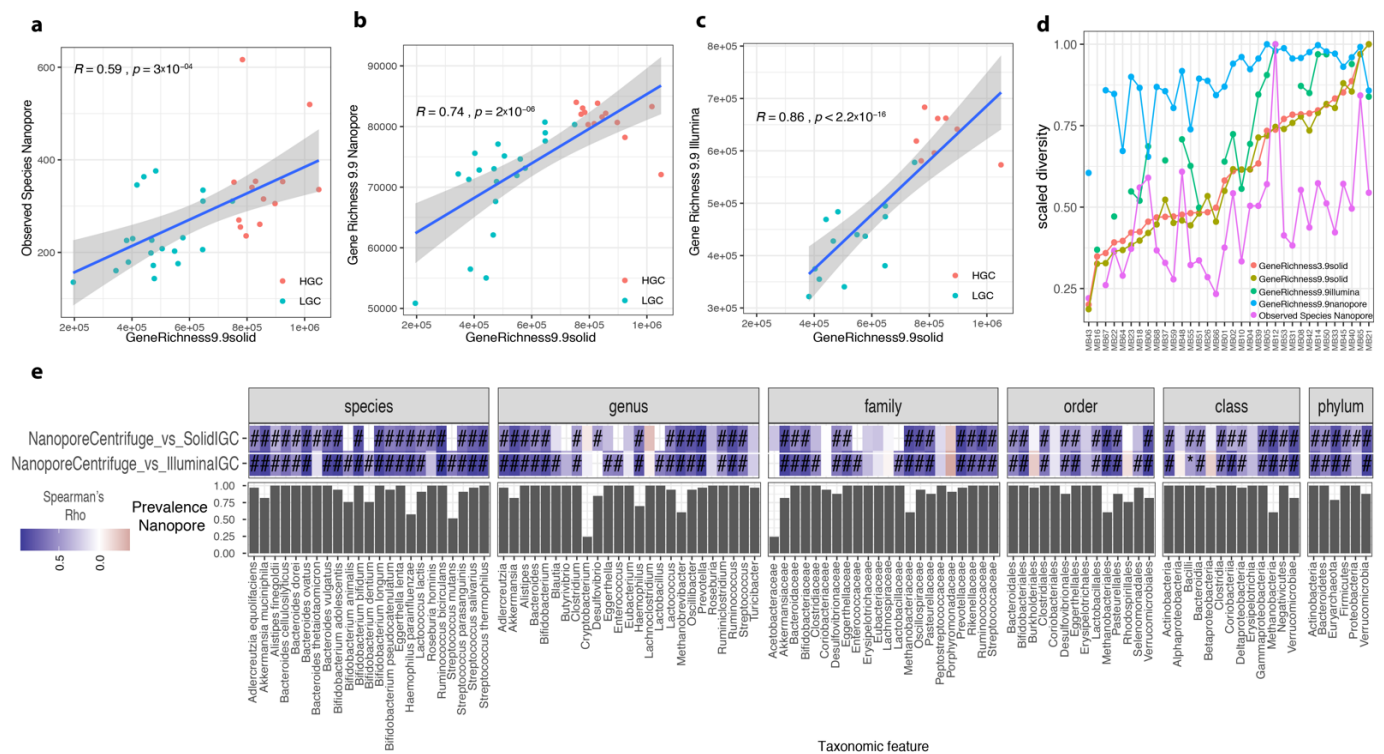 a
Observed Species Nanopore
600
400
200
R = 0.59 , p = 3x10⁻⁰⁴
HGC
LGC
2e+05 4e+05 6e+05 8e+05 1e+06
GeneRichness9.9solid
b
Gene Richness 9.9 Nanopore
90000
80000
70000
60000
50000
R = 0.74 , p = 2x10⁻⁰⁶
HGC
LGC
2e+05 4e+05 6e+05 8e+05 1e+06
GeneRichness9.9solid
c
Gene Richness 9.9 Illumina
8e+05
7e+05
6e+05
5e+05
4e+05
3e+05
R = 0.86 , p < 2.2x10⁻¹⁶
HGC
LGC
2e+05 4e+05 6e+05 8e+05 1e+06
GeneRichness9.9solid
d
scaled diversity
1.00
0.75
0.50
0.25
GeneRichness3.9solid
GeneRichness9.9solid
GeneRichness9.9illumina
GeneRichness9.9nanopore
Observed Species Nanopore
e
species genus family order class phylum
NanoporeCentrifuge_vs_SolidIGC
NanoporeCentrifuge_vs_IlluminaIGC
Spearman's
Rho
0.5 0.0
Prevalence
Nanopore
1.00
0.75
0.50
0.25
0.00
Adlercreutzia equolifaciens
Akkermansia muciniphila
Alistipes finegoldii
Bacteroides cellulosilyticus
Bacteroides dorei
Bacteroides ovatus
Bacteroides thetaiotaomicron
Bacteroides vulgatus
Bifidobacterium adolescentis
Bifidobacterium animalis
Bifidobacterium bifidum
Bifidobacterium dentium
Bifidobacterium longum
Bifidobacterium pseudocatenulatum
Eggerthella lenta
Haemophilus parainfluenzae
Lactococcus lactis
Roseburia hominis
Ruminococcus bicirculans
Streptococcus mutans
Streptococcus parasanguinis
Streptococcus salivarius
Streptococcus thermophilus
Adlercreutzia
Akkermansia
Alistipes
Bacteroides
Bifidobacterium
Blautia
Butyrivibrio
Clostridium
Cryptobacterium
Desulfovibrio
Eggerthella
Enterococcus
Eubacterium
Haemophilus
Lachnoclostridium
Lactobacillus
Lactococcus
Methanobrevibacter
Oscillibacter
Prevotella
Roseburia
Ruminococcus
Streptococcus
Turicibacter
Acetobacteraceae
Akkermansiaceae
Bacteroidaceae
Bifidobacteriaceae
Clostridiaceae
Coriobacteriaceae
Desulfovibrionaceae
Eggerthellaceae
Enterococcaceae
Erysipelotrichaceae
Eubacteriaceae
Lachnospiraceae
Lactobacillaceae
Methanobacteriaceae
Oscillospiraceae
Pasteurellaceae
Peptostreptococcaceae
Porphyromonadaceae
Prevotellaceae
Rikenellaceae
Ruminococcaceae
Streptococcaceae
Bacteroidales
Bifidobacteriales
Burkholderiales
Clostridiales
Coriobacteriales
Desulfovibrionales
Eggerthellales
Erysipelotrichales
Lactobacillales
Methanobacteriales
Pasteurellales
Rhodospirillales
Selenomonadales
Verrucomicrobiales
Actinobacteria
Alphaproteobacteria
Bacilli
Bacteroidia
Betaproteobacteria
Clostridia
Coriobacteriia
Deltaproteobacteria
Erysipelotrichia
Gammaproteobacteria
Methanobacteria
Negativicutes
Verrucomicrobiae
Actinobacteria
Bacteroidetes
Euryarchaeota
Firmicutes
Proteobacteria
Verrucomicrobia
Taxonomic feature